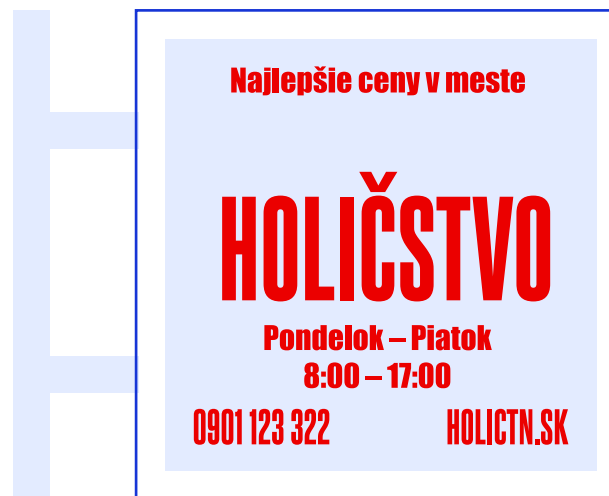 Najlepšie ceny v meste
HOLIČSTVO
Pondelok – Piatok
8:00 – 17:00
0901 123 322 HOLICTN.SK